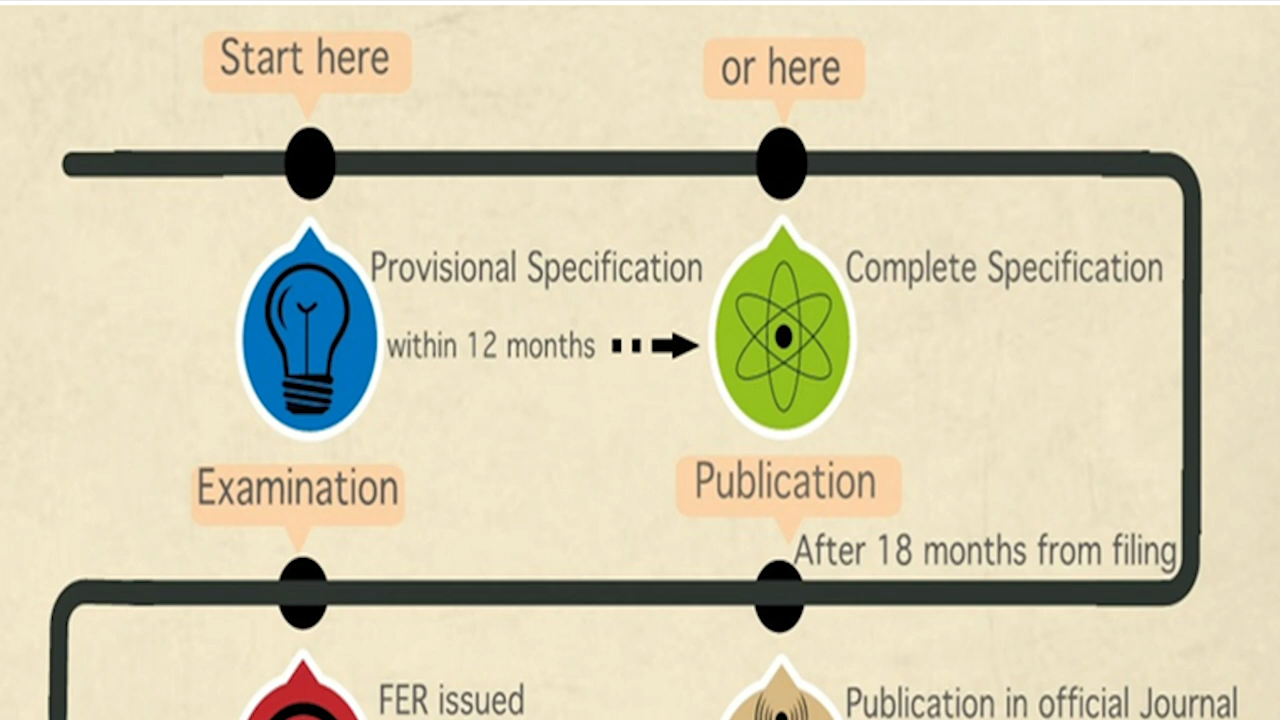 Start here
or here
Provisional Specification
Complete Specification
within 12 months
Examination
Publication
After 18 months from filing
FER issued
Publication in official Journal